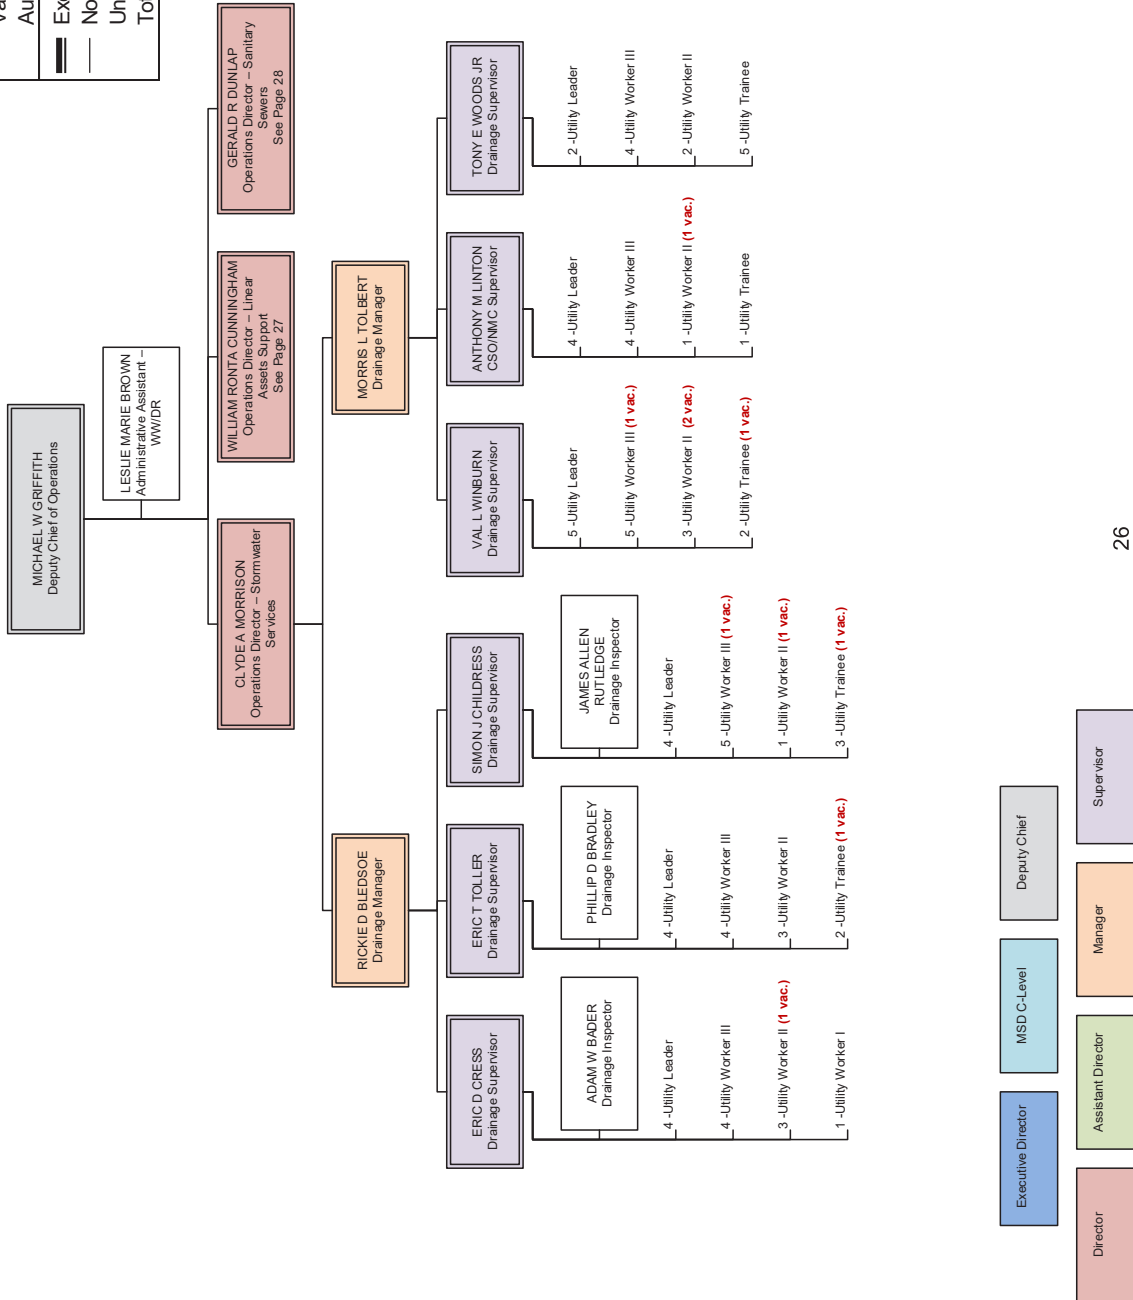 MICHAEL W GRIFFITH
Deputy Chief of Operations
LESLIE MARIE BROWN
Administrative Assistant –
WW/DR
CLYDE A MORRISON
Operations Director – Stormwater
Services
WILLIAM RONTA CUNNINGHAM
Operations Director – Linear
Assets Support
See Page 27
GERALD R DUNLAP
Operations Director – Sanitary
Sewers
See Page 28
RICKIE D BLEDSOE
Drainage Manager
MORRIS L TOLBERT
Drainage Manager
ERIC D CRESS
Drainage Supervisor
ADAM W BADER
Drainage Inspector
4 -Utility Leader
4 -Utility Worker III
3 -Utility Worker II (1 vac.)
1 -Utility Worker I
ERIC T TOLLER
Drainage Supervisor
PHILLIP D BRADLEY
Drainage Inspector
4 -Utility Leader
4 -Utility Worker III
3 -Utility Worker II
2 -Utility Trainee (1 vac.)
SIMON J CHILDRESS
Drainage Supervisor
JAMES ALLEN
RUTLEDGE
Drainage Inspector
4 -Utility Leader
5 -Utility Worker III (1 vac.)
1 -Utility Worker II (1 vac.)
3 -Utility Trainee (1 vac.)
VAL L WINBURN
Drainage Supervisor
5 -Utility Leader
5 -Utility Worker III (1 vac.)
3 -Utility Worker II (2 vac.)
2 -Utility Trainee (1 vac.)
ANTHONY M LINTON
CSO/NMC Supervisor
4 -Utility Leader
4 -Utility Worker III
1 -Utility Worker II (1 vac.)
1 -Utility Trainee
TONY E WOODS JR
Drainage Supervisor
2 -Utility Leader
4 -Utility Worker III
2 -Utility Worker II
5 -Utility Trainee
Executive Director
MSD C-Level
Deputy Chief
Director
Assistant Director
Manager
Supervisor
26